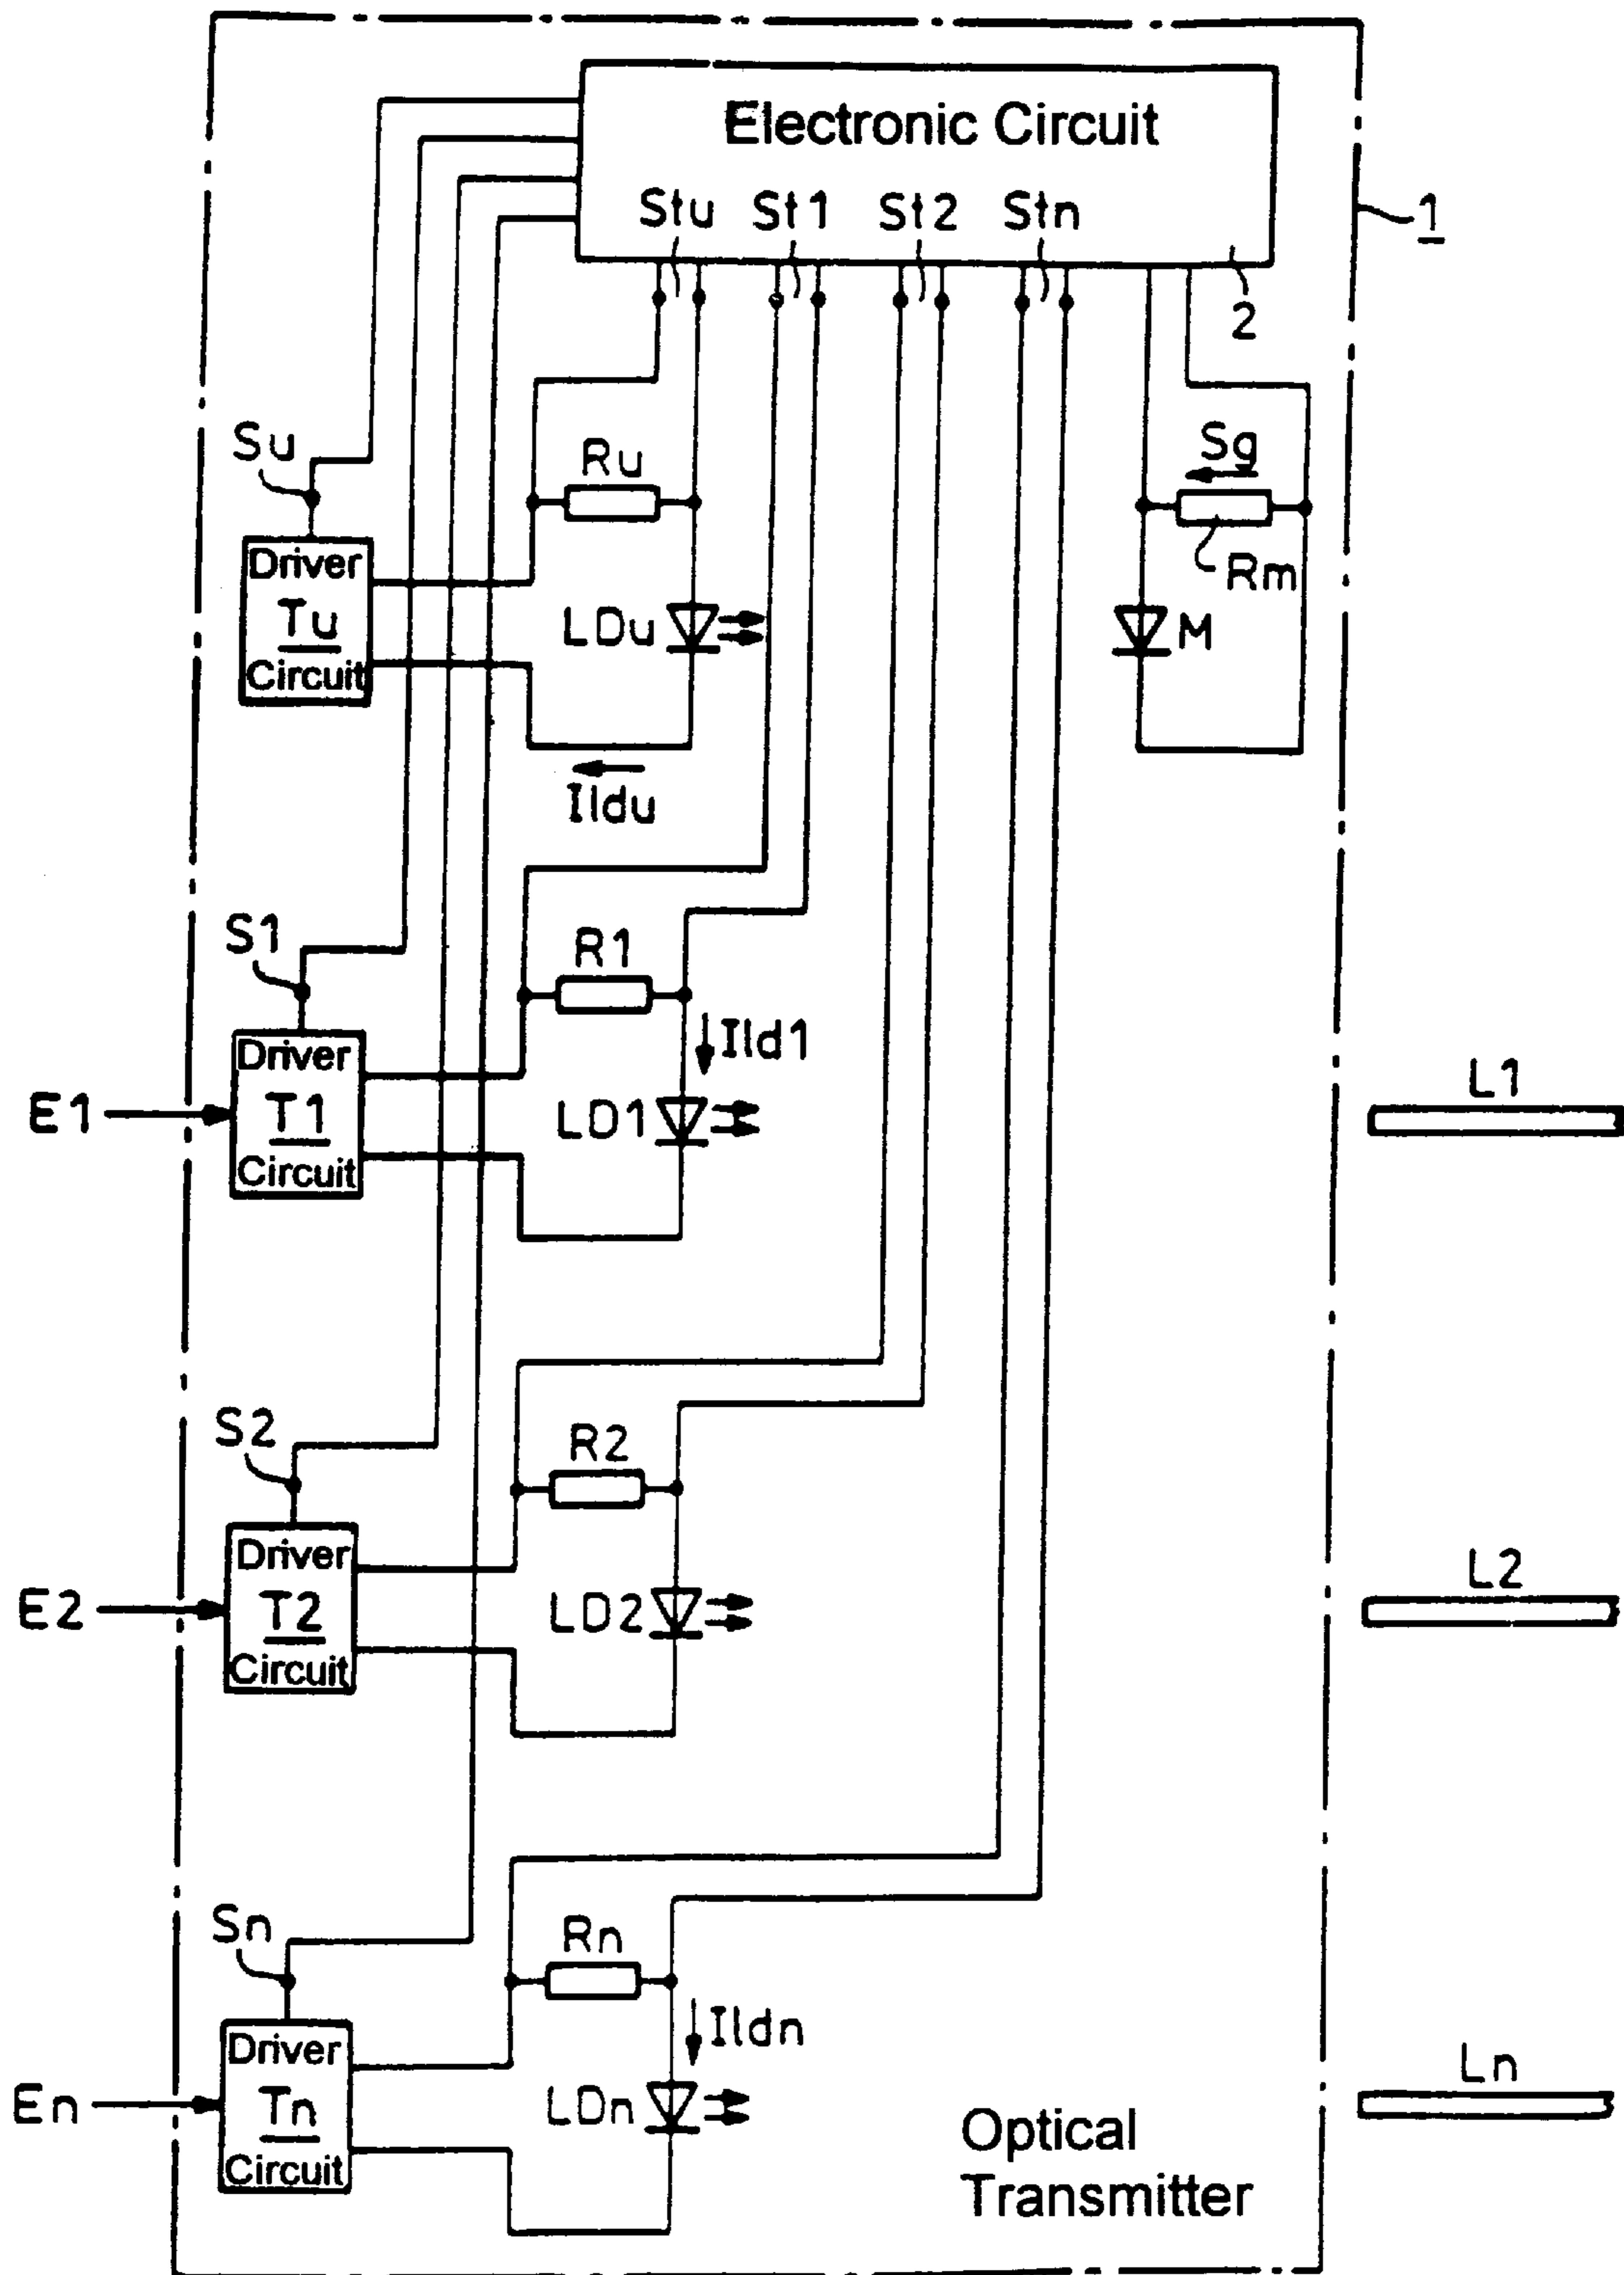 Electronic Circuit
Stu St1 St2 Stn
1
2
Su
Ru
Sg
Rm
Driver
Tu
Circuit
LDu
M
Ildu
S1
R1
Ild1
Driver
T1
Circuit
E1
LD1
L1
S2
R2
Driver
T2
Circuit
E2
LD2
L2
Sn
Rn
Ildn
Driver
Tn
Circuit
En
LDn
Ln
Optical
Transmitter